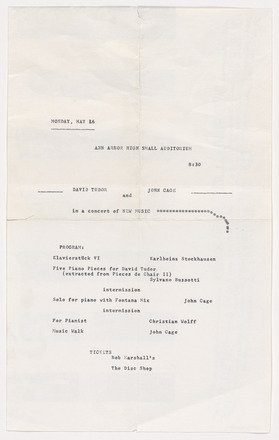 MONDAY, MAY 16
ANN ARBOR HIGH SMALL AUDITORIUM
8:30
DAVID TUDOR and JOHN CAGE
in a concert of NEW MUSIC
PROGRAM:
Klavierstück VI Karlheinz Stockhausen
Five Piano Pieces for David Tudor
(extracted from Pieces de Chair II)
Sylvano Bussotti
intermission
Solo for piano with Fontana Mix John Cage
intermission
For Pianist Christian Wolff
Music Walk John Cage
TICKETS
Bob Marshall's
The Disc Shop